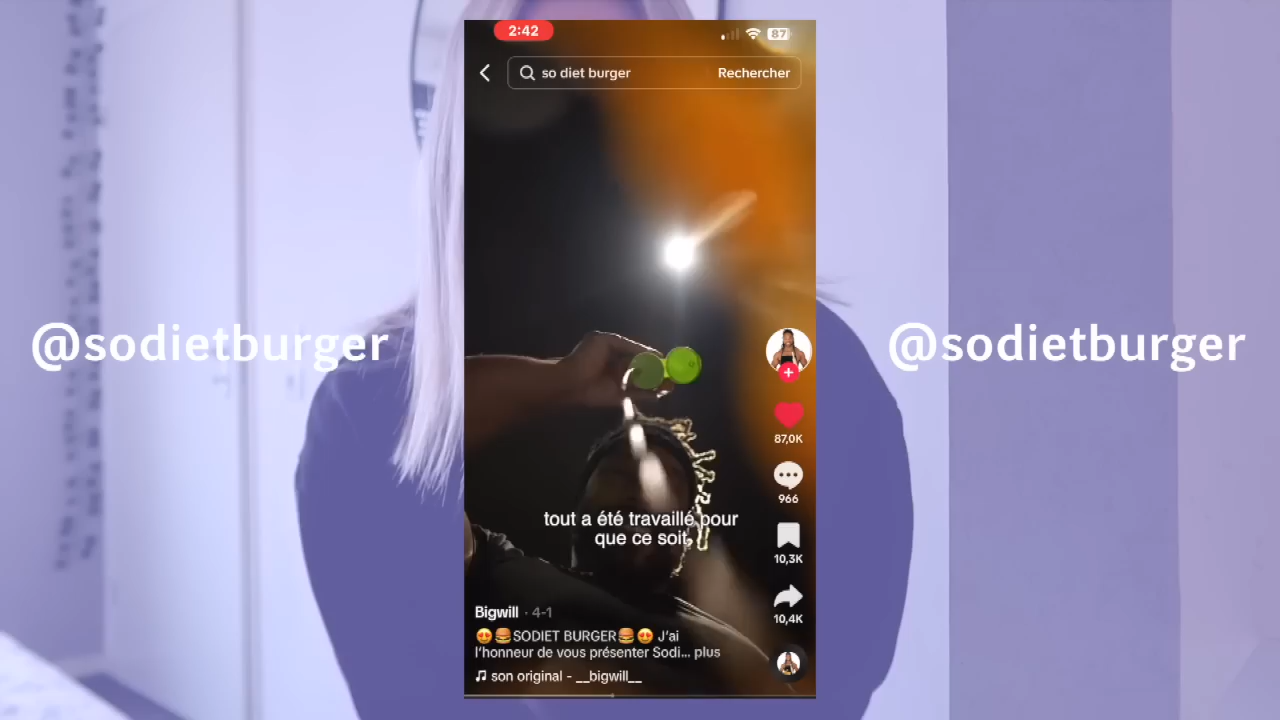 2:42
87
so diet burger
Rechercher
@sodietburger
@sodietburger
87,0K
966
tout a été travaillé pour
que ce soit
10,3K
10,4K
Bigwill · 4-1
😍🍔SODIET BURGER🍔😍 J'ai
l'honneur de vous présenter Sodi... plus
son original - __bigwill__